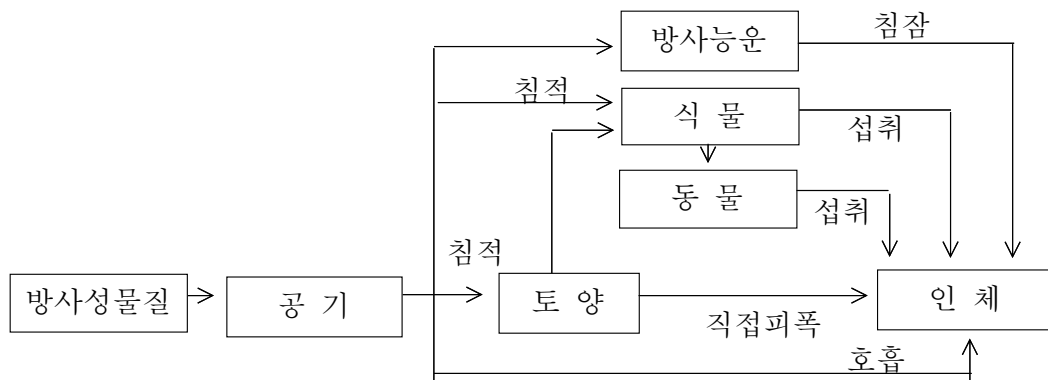 방사능운
침잠
침적
식 물
섭취
동 물
섭취
침적
방사성물질
공 기
토 양
직접피폭
인 체
호흡